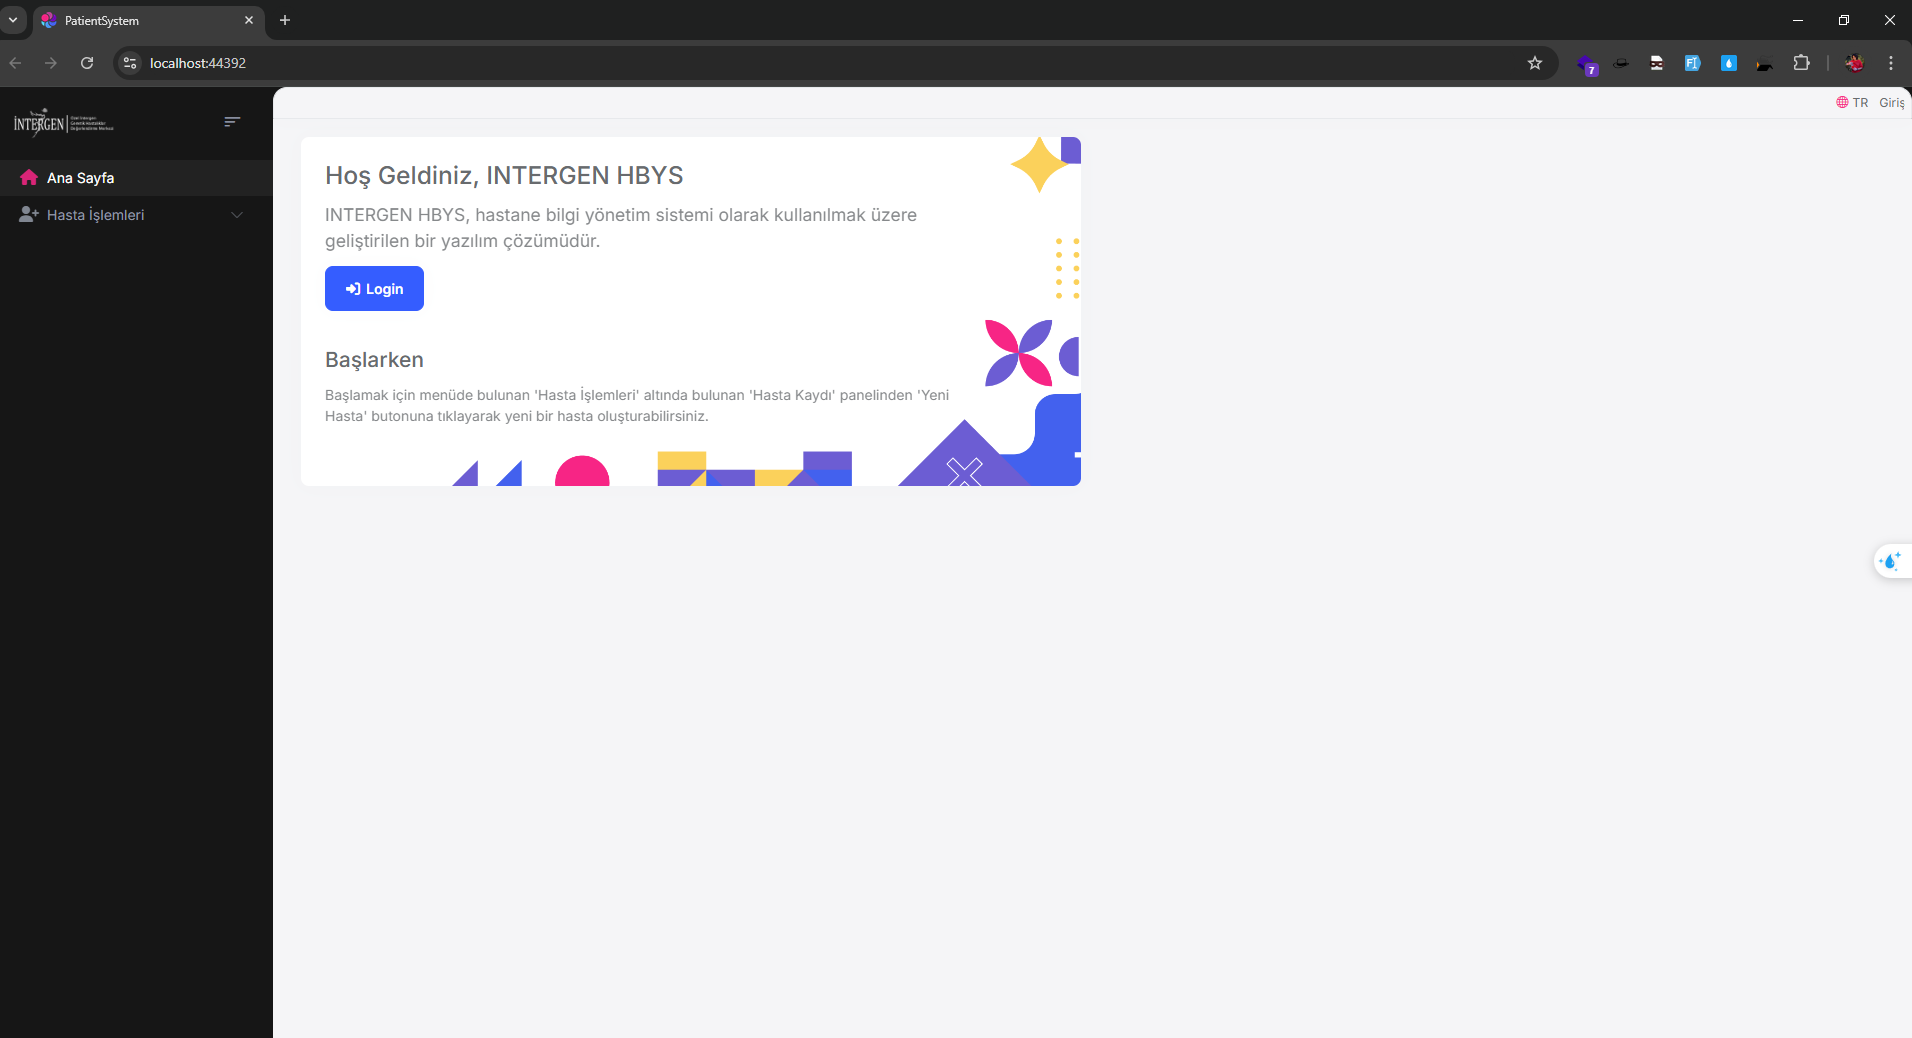 PatientSystem
localhost:44392
7
İNTERGEN
TR
Giriş
Ana Sayfa
Hasta İşlemleri
Hoş Geldiniz, INTERGEN HBYS
INTERGEN HBYS, hastane bilgi yönetim sistemi olarak kullanılmak üzere
geliştirilen bir yazılım çözümüdür.
Login
Başlarken
Başlamak için menüde bulunan 'Hasta İşlemleri' altında bulunan 'Hasta Kaydı' panelinden 'Yeni
Hasta' butonuna tıklayarak yeni bir hasta oluşturabilirsiniz.